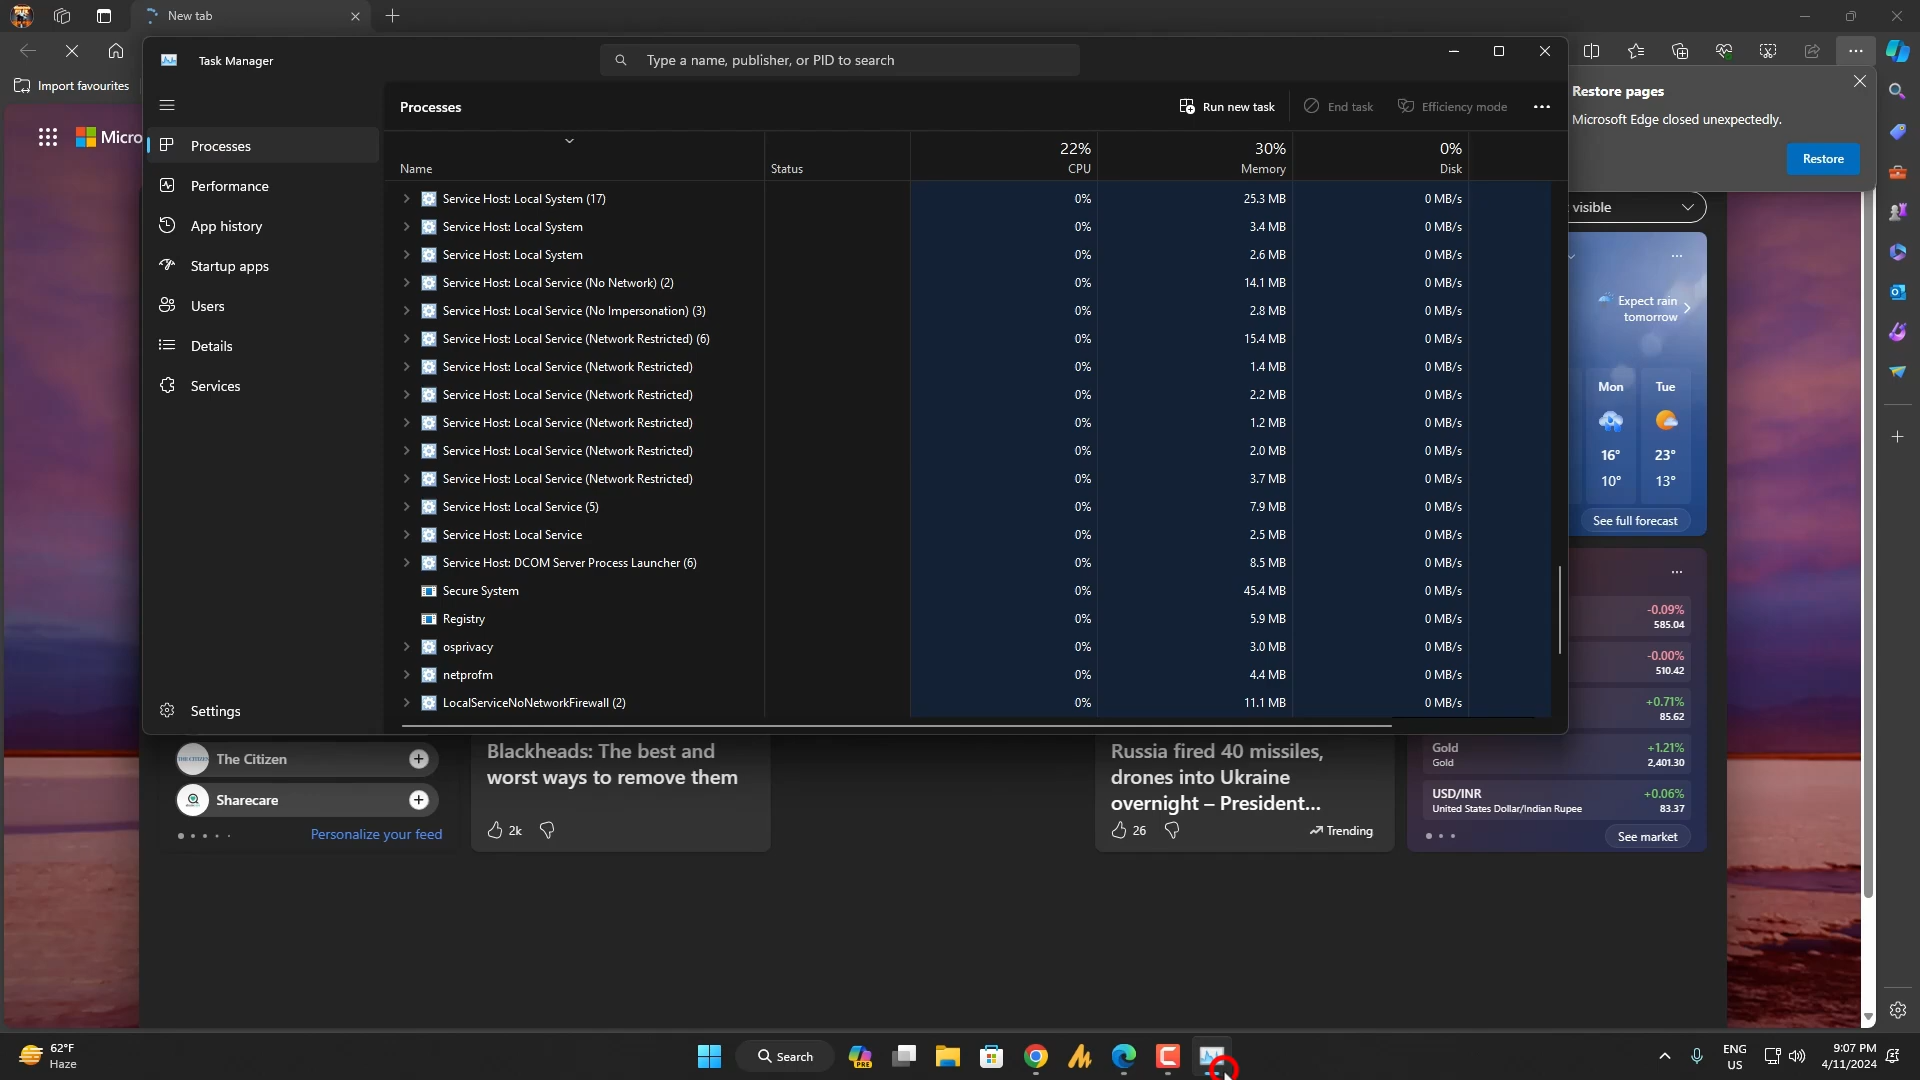 New tab
Import favourites
Task Manager
Type a name, publisher, or PID to search
Restore pages
Microsoft Edge closed unexpectedly.
Restore
Micro
Processes
Performance
App history
Startup apps
Users
Details
Services
Settings
Processes
Run new task
End task
Efficiency mode
22% 30% 0%
Name Status CPU Memory Disk
Service Host: Local System (17) 0% 25.3 MB 0 MB/s
Service Host: Local System 0% 3.4 MB 0 MB/s
Service Host: Local System 0% 2.6 MB 0 MB/s
Service Host: Local Service (No Network) (2) 0% 14.1 MB 0 MB/s
Service Host: Local Service (No Impersonation) (3) 0% 2.8 MB 0 MB/s
Service Host: Local Service (Network Restricted) (6) 0% 15.4 MB 0 MB/s
Service Host: Local Service (Network Restricted) 0% 1.4 MB 0 MB/s
Service Host: Local Service (Network Restricted) 0% 2.2 MB 0 MB/s
Service Host: Local Service (Network Restricted) 0% 1.2 MB 0 MB/s
Service Host: Local Service (Network Restricted) 0% 2.0 MB 0 MB/s
Service Host: Local Service (Network Restricted) 0% 3.7 MB 0 MB/s
Service Host: Local Service (5) 0% 7.9 MB 0 MB/s
Service Host: Local Service 0% 2.5 MB 0 MB/s
Service Host: DCOM Server Process Launcher (6) 0% 8.5 MB 0 MB/s
Secure System 0% 45.4 MB 0 MB/s
Registry 0% 5.9 MB 0 MB/s
osprivacy 0% 3.0 MB 0 MB/s
netprofm 0% 4.4 MB 0 MB/s
LocalServiceNoNetworkFirewall (2) 0% 11.1 MB 0 MB/s
visible
Expect rain
tomorrow
Mon Tue
16° 23°
10° 13°
See full forecast
-0.09%
585.04
-0.00%
510.42
+0.71%
85.62
Gold +1.21%
Gold 2,401.30
USD/INR +0.06%
United States Dollar/Indian Rupee 83.37
See market
The Citizen
Sharecare
Personalize your feed
Blackheads: The best and
worst ways to remove them
2k
Russia fired 40 missiles,
drones into Ukraine
overnight – President...
26
Trending
62°F
Haze
Search
PRE
ENG
US
9:07 PM
4/11/2024